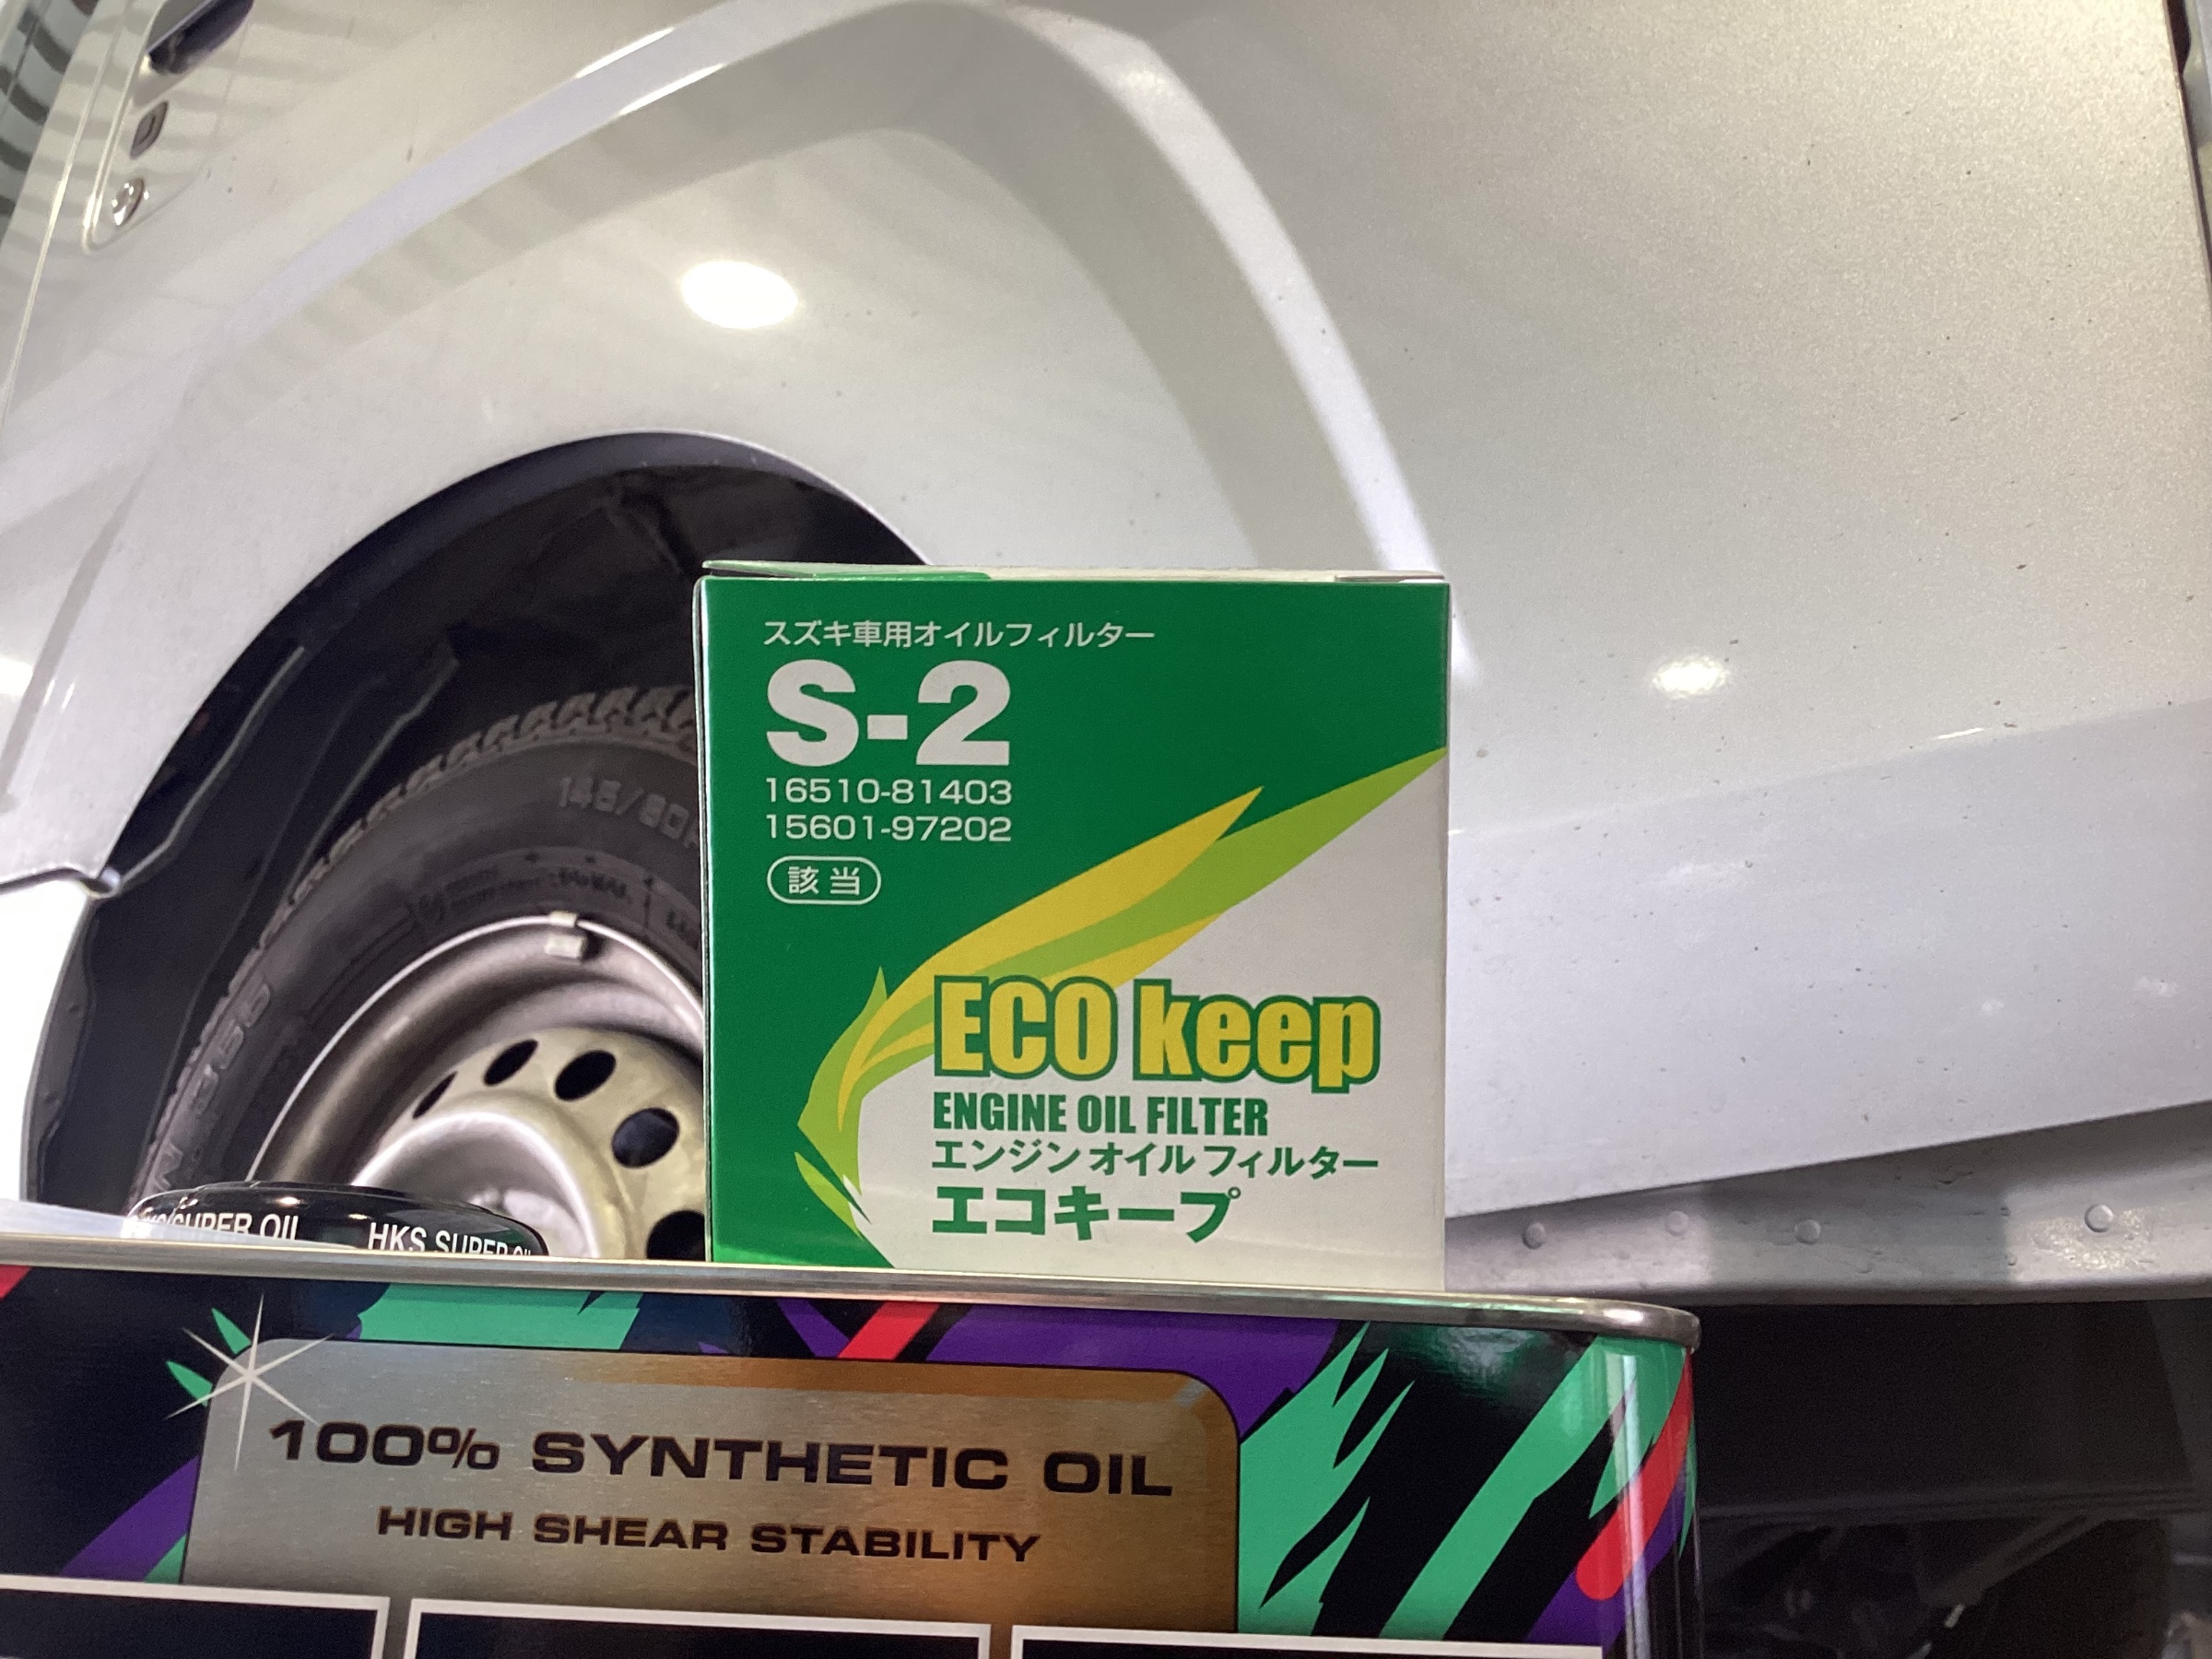 スズキ車用オイルフィルター
S-2
16510-81403
15601-97202
該当
ECO keep
ENGINE OIL FILTER
エンジンオイルフィルター
エコキープ
SUPER OIL
HKS SUPER OIL
100% SYNTHETIC OIL
HIGH SHEAR STABILITY